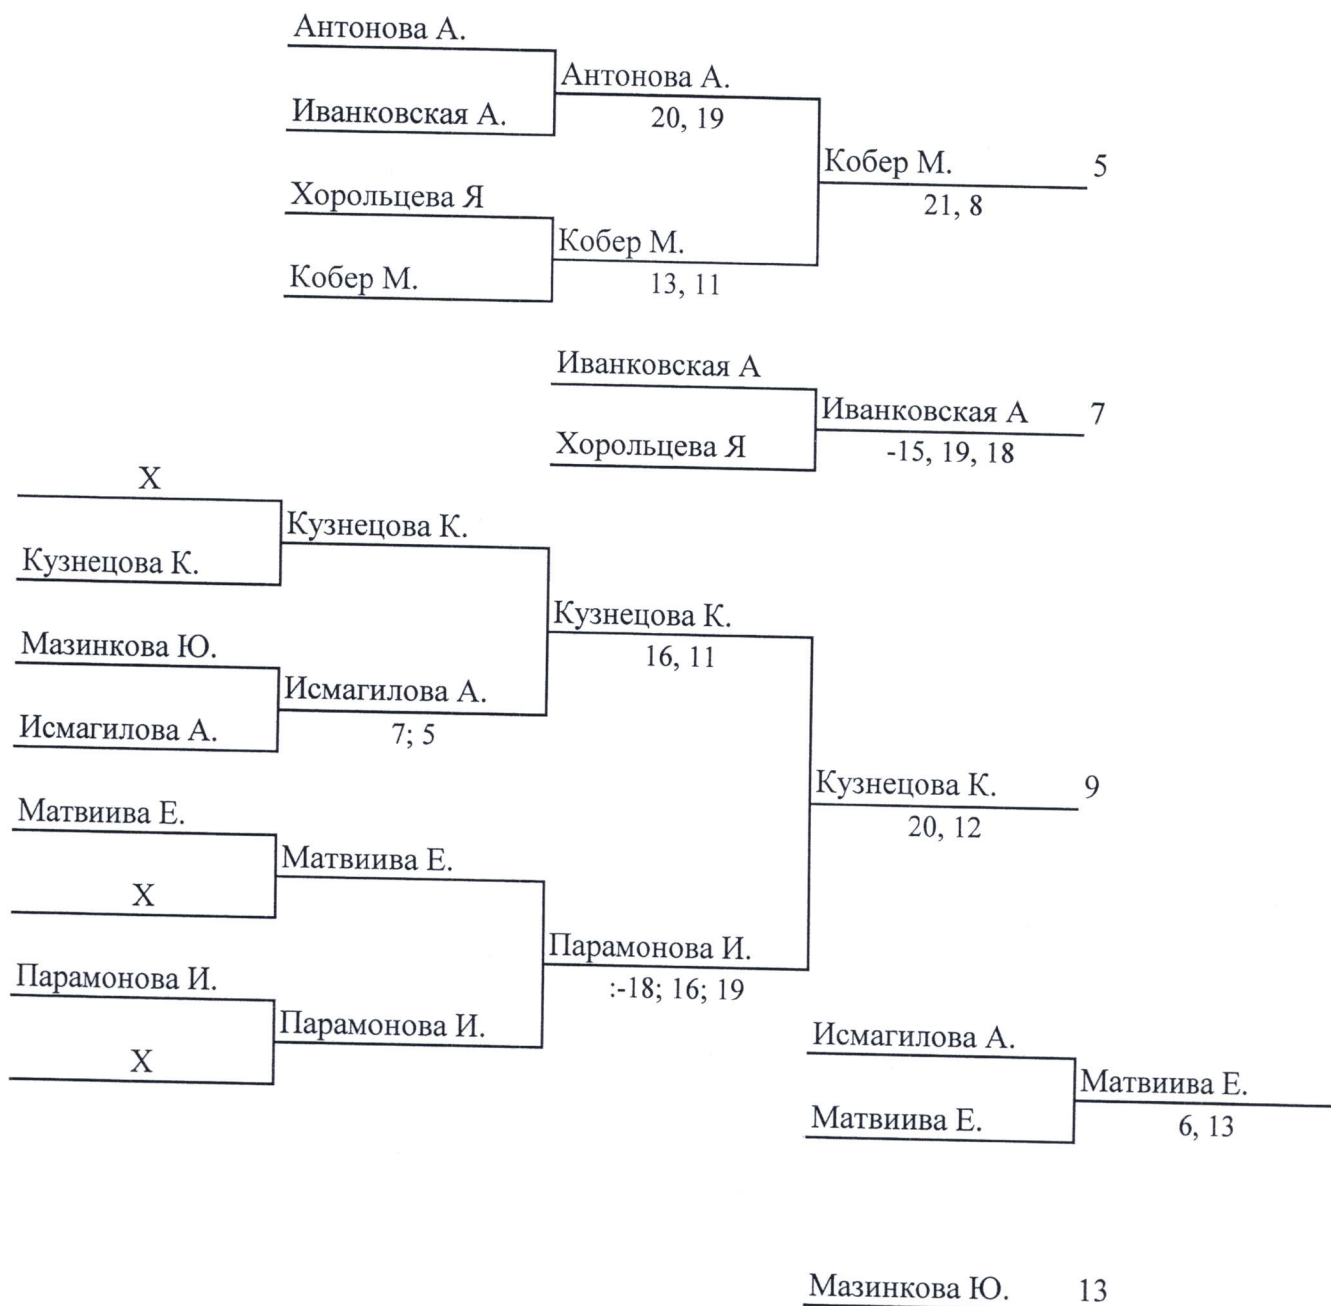 Антонова А.
Антонова А.
Иванковская А.
20, 19
Кобер М. 5
Хорольцева Я
21, 8
Кобер М.
Кобер М.
13, 11
Иванковская А
Иванковская А 7
Хорольцева Я
-15, 19, 18
Х
Кузнецова К.
Кузнецова К.
Кузнецова К.
Мазинкова Ю.
16, 11
Исмагилова А.
Исмагилова А.
7; 5
Кузнецова К. 9
Матвиива Е.
20, 12
Матвиива Е.
Х
Парамонова И.
Парамонова И.
:-18; 16; 19
Парамонова И.
Исмагилова А.
Х
Матвиива Е.
Матвиива Е.
6, 13
Мазинкова Ю. 13